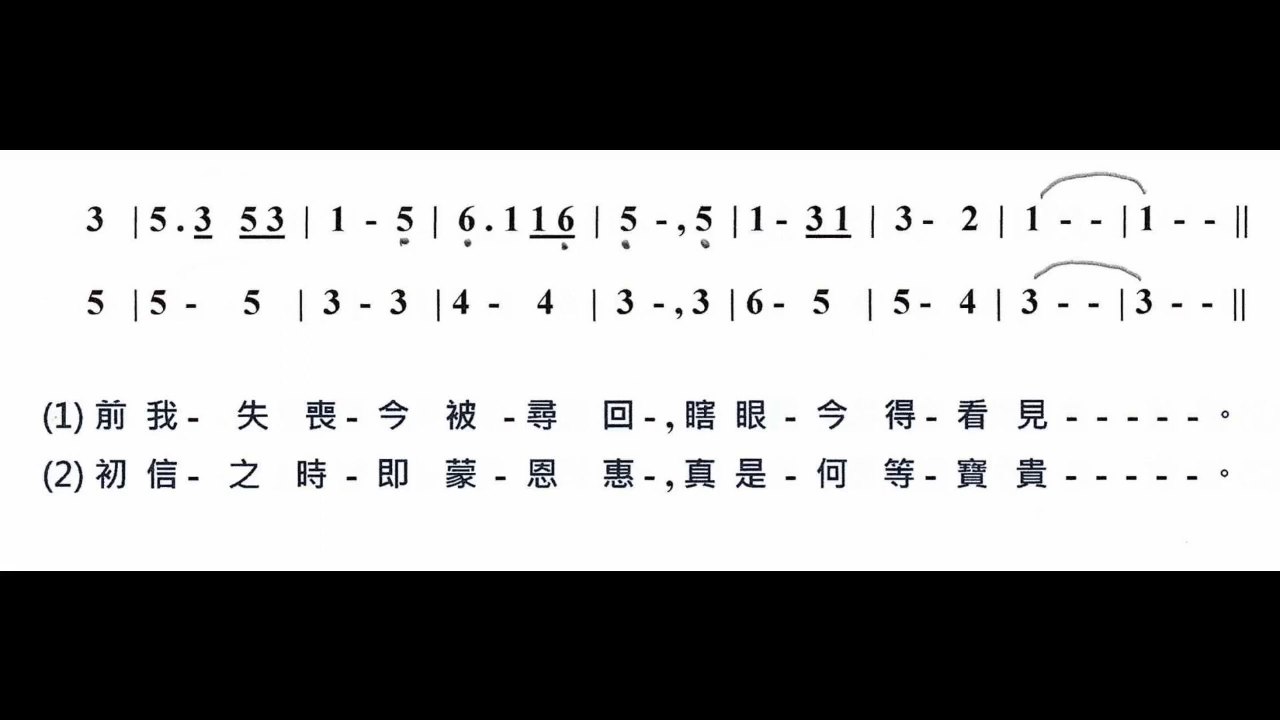 3 |5 . 3 5 3 | 1 - 5 | 6 . 1 1 6 | 5 - , 5 | 1 - 3 1 | 3 - 2 | 1 - - | 1 - - ||
5 |5 - 5 | 3 - 3 | 4 - 4 | 3 - , 3 | 6 - 5 | 5 - 4 | 3 - - | 3 - - ||
(1) 前 我 - 失 喪 - 今 被 - 尋 回 - , 瞎 眼 - 今 得 - 看 見 - - - - - 。
(2) 初 信 - 之 時 - 即 蒙 - 恩 惠 - , 真 是 - 何 等 - 寶 貴 - - - - - 。